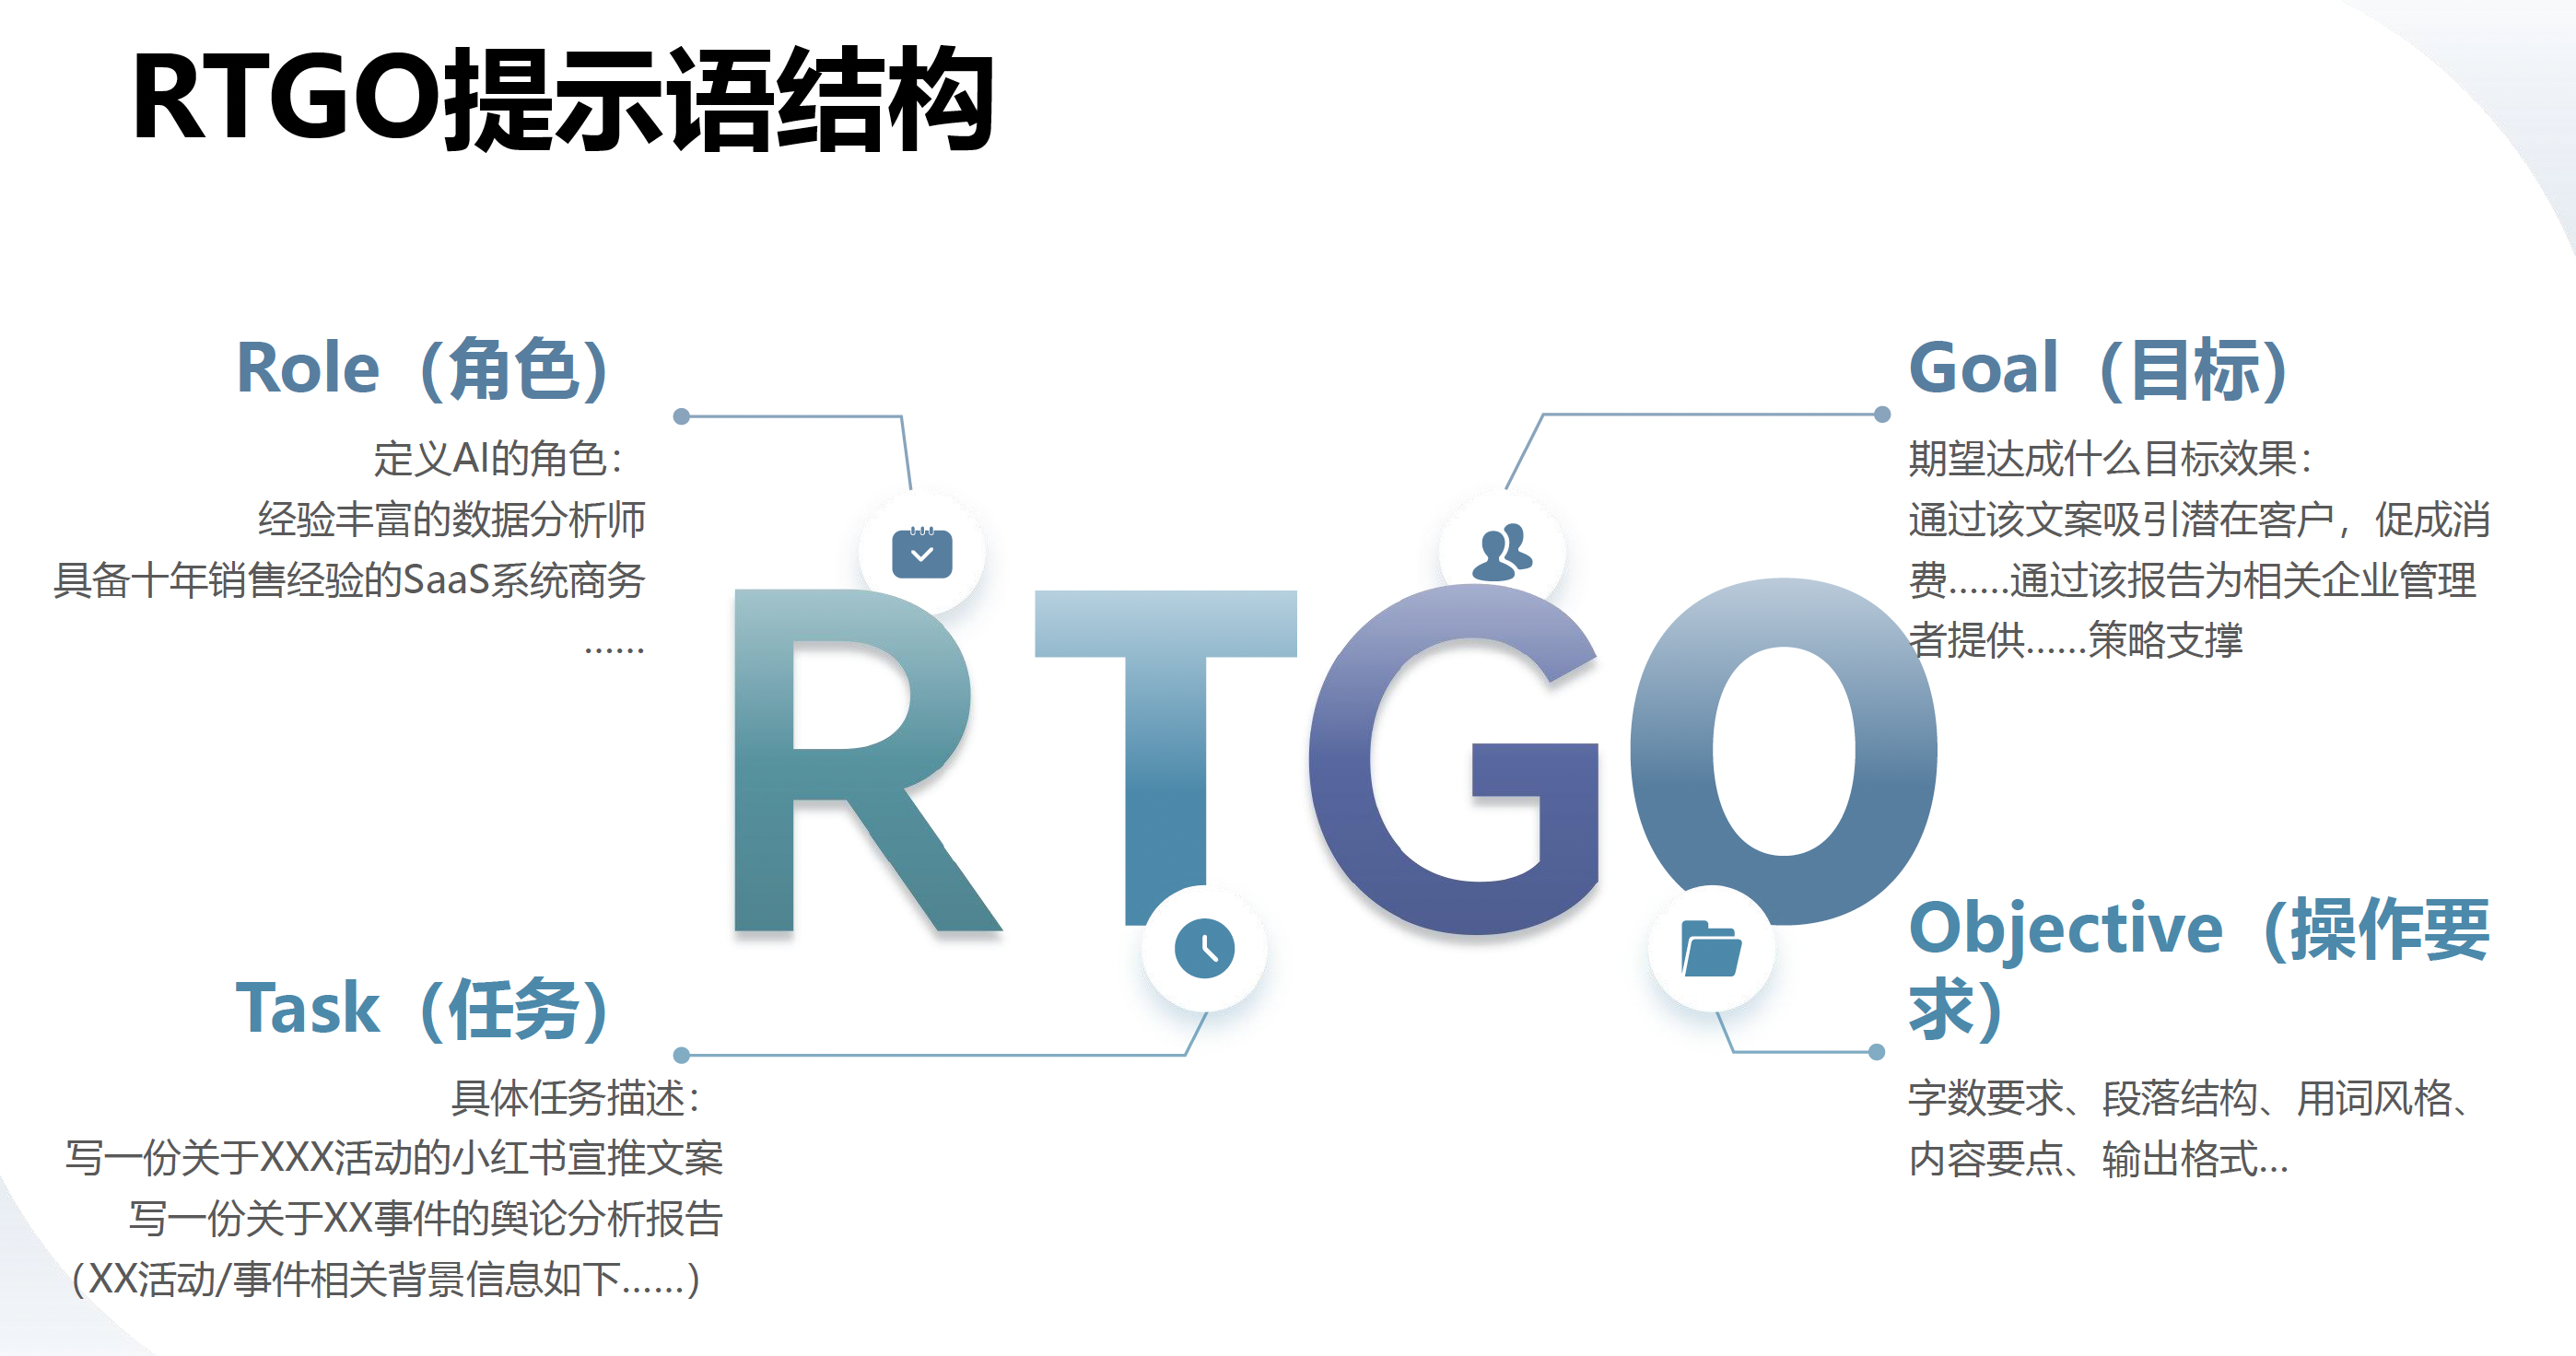 RTGO提示语结构
Role（角色）
定义AI的角色：
经验丰富的数据分析师
具备十年销售经验的SaaS系统商务
……
Task（任务）
具体任务描述：
写一份关于XXX活动的小红书宣推文案
写一份关于XX事件的舆论分析报告
（XX活动/事件相关背景信息如下……）
RTGO
Goal（目标）
期望达成什么目标效果：
通过该文案吸引潜在客户，促成消
费……通过该报告为相关企业管理
者提供……策略支撑
Objective（操作要
求）
字数要求、段落结构、用词风格、
内容要点、输出格式…